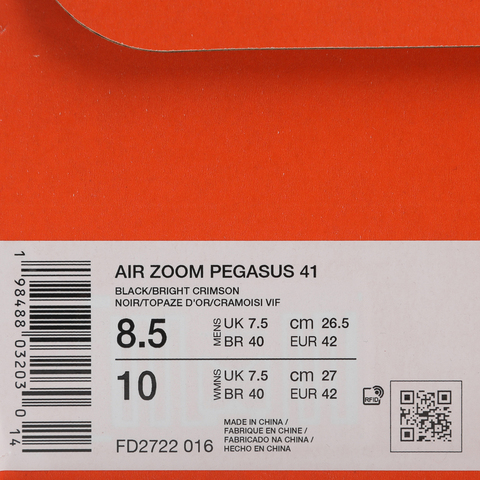 AIR ZOOM PEGASUS 41
BLACK/BRIGHT CRIMSON
NOIR/TOPAZE D'OR/CRAMOISI VIF
8.5 MENS UK 7.5 cm 26.5
BR 40 EUR 42
10 WMNS UK 7.5 cm 27
BR 40 EUR 42
RFID
FD2722 016
MADE IN CHINA /
FABRIQUE EN CHINE /
FABRICADO NA CHINA /
HECHO EN CHINA
1 98488 03203 0 14